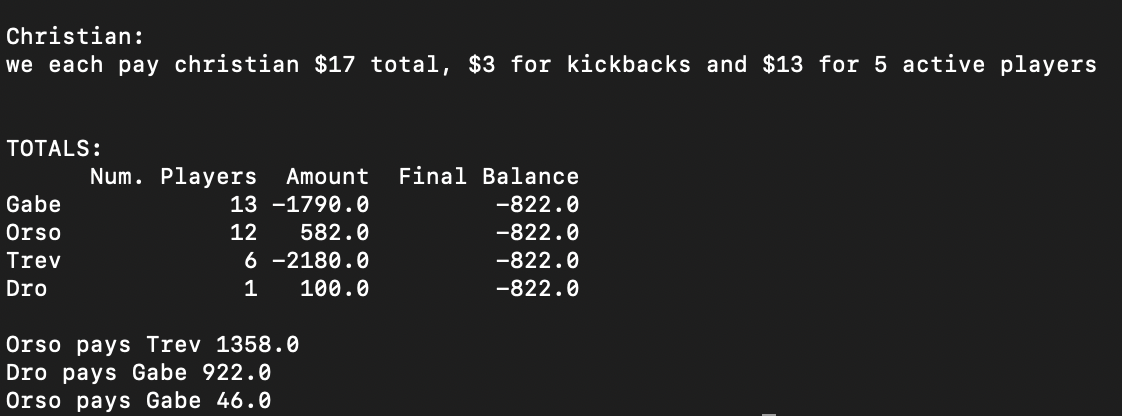 Christian:
we each pay christian $17 total, $3 for kickbacks and $13 for 5 active players
TOTALS:
Num. Players Amount Final Balance
Gabe 13 -1790.0 -822.0
Orso 12 582.0 -822.0
Trev 6 -2180.0 -822.0
Dro 1 100.0 -822.0
Orso pays Trev 1358.0
Dro pays Gabe 922.0
Orso pays Gabe 46.0